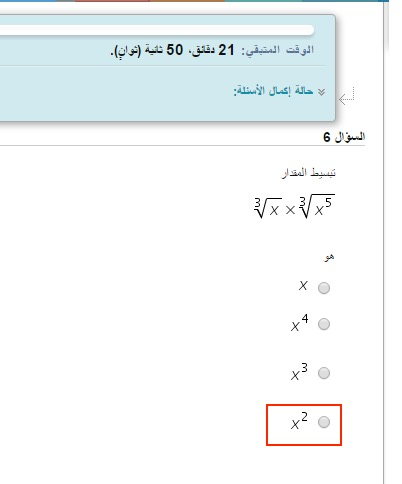 الوقت المتبقي: 21 دقائق، 50 ثانية (ثوانٍ).
حالة إكمال الأسئلة:
السؤال 6
تبسيط المقدار
∛x × ∛(x⁵)
هو
x
x⁴
x³
x²